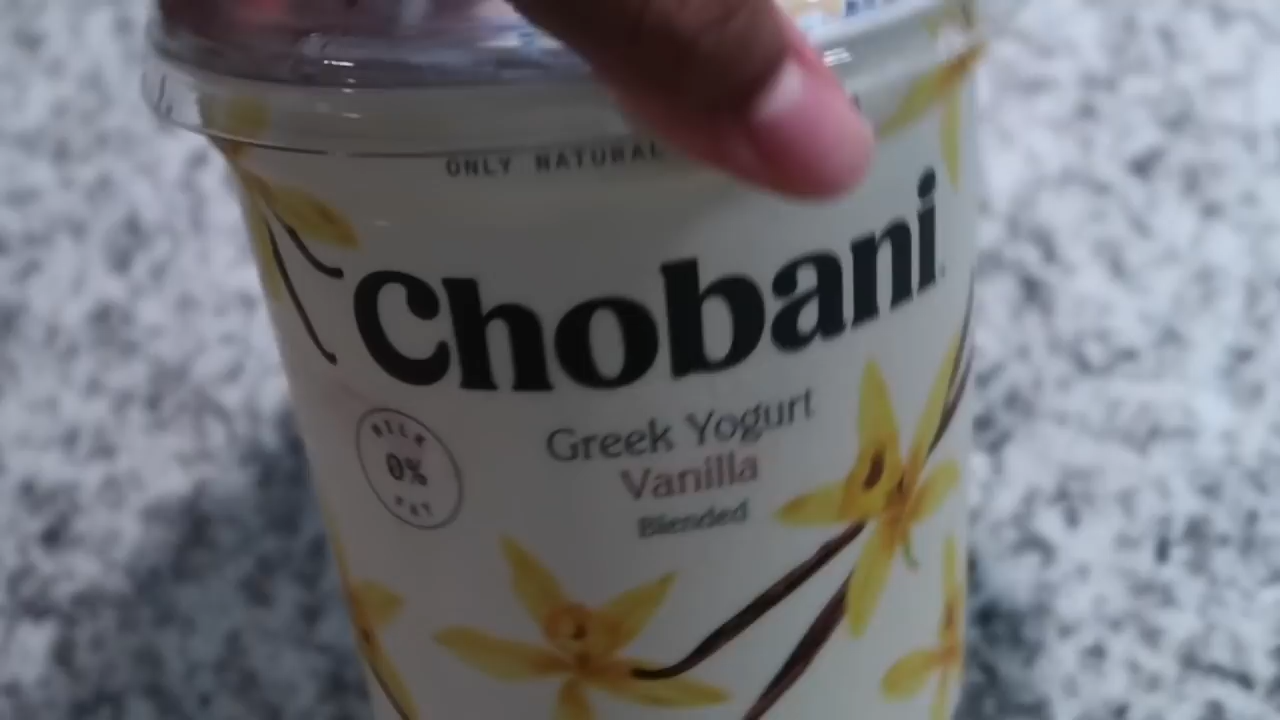 ONLY NATURAL
Chobani
MILK
0%
FAT
Greek Yogurt
Vanilla
Blended